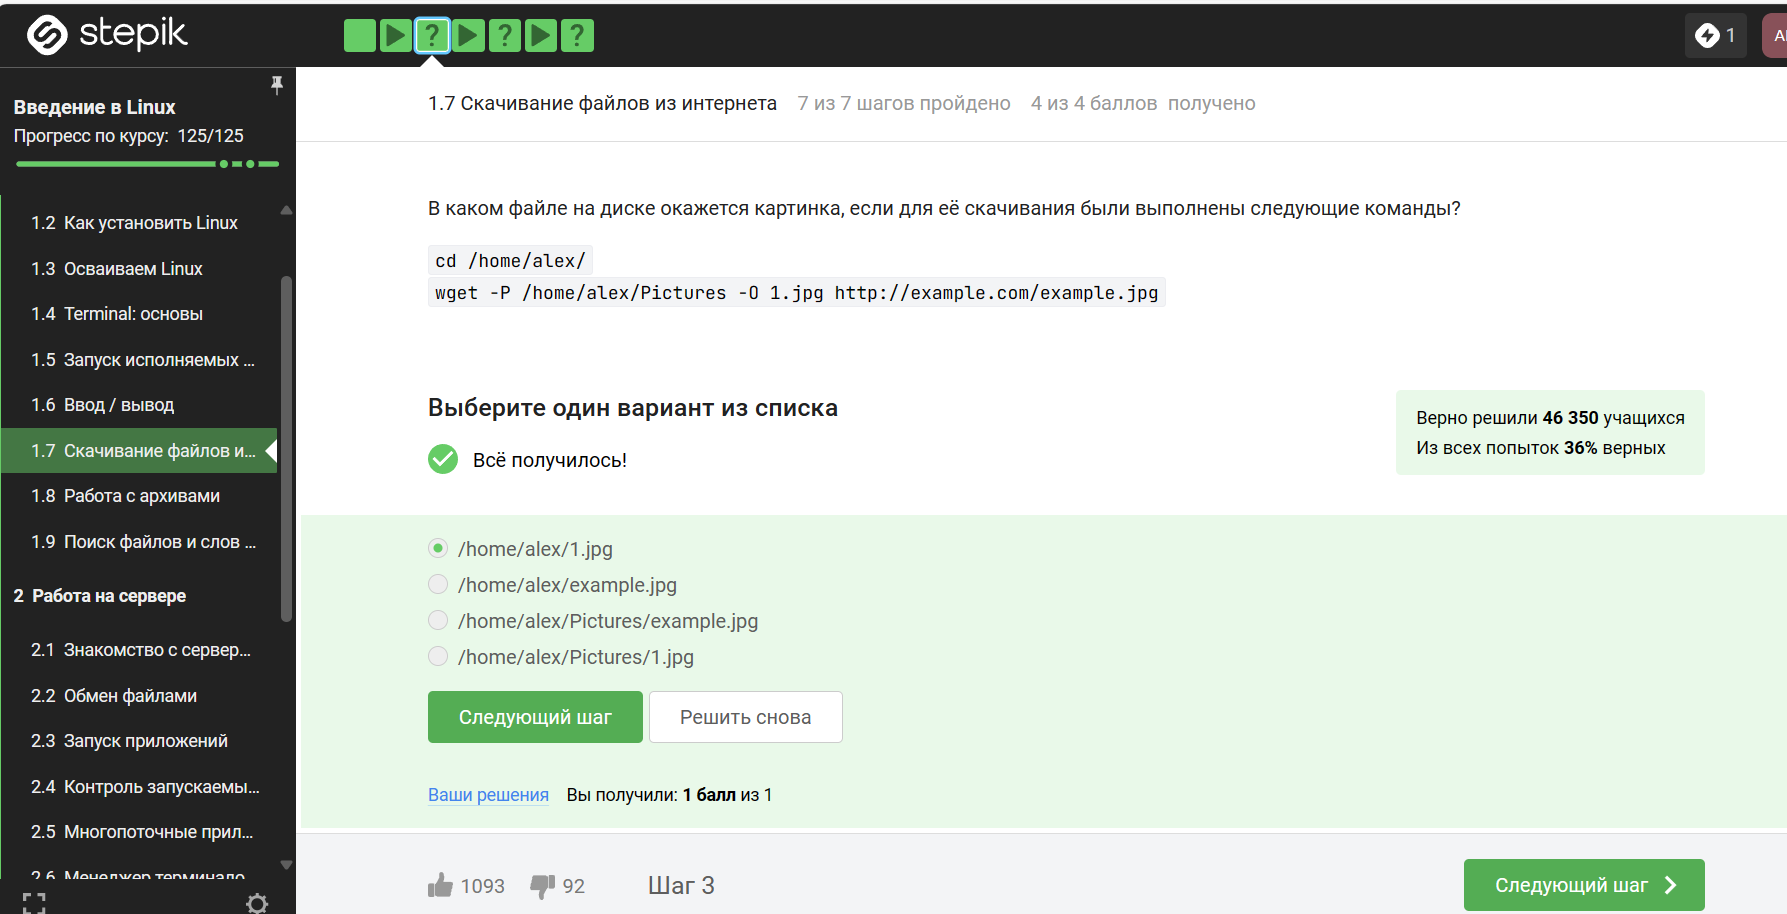 stepik
?
?
?
1
Введение в Linux
Прогресс по курсу: 125/125
1.2 Как установить Linux
1.3 Осваиваем Linux
1.4 Terminal: основы
1.5 Запуск исполняемых ...
1.6 Ввод / вывод
1.7 Скачивание файлов и...
1.8 Работа с архивами
1.9 Поиск файлов и слов ...
2 Работа на сервере
2.1 Знакомство с сервер...
2.2 Обмен файлами
2.3 Запуск приложений
2.4 Контроль запускаемы...
2.5 Многопоточные прил...
2.6 Менеджер терминало
1.7 Скачивание файлов из интернета 7 из 7 шагов пройдено 4 из 4 баллов получено
В каком файле на диске окажется картинка, если для её скачивания были выполнены следующие команды?
cd /home/alex/
wget -P /home/alex/Pictures -O 1.jpg http://example.com/example.jpg
Выберите один вариант из списка
Всё получилось!
Верно решили 46 350 учащихся
Из всех попыток 36% верных
/home/alex/1.jpg
/home/alex/example.jpg
/home/alex/Pictures/example.jpg
/home/alex/Pictures/1.jpg
Следующий шаг
Решить снова
Ваши решения Вы получили: 1 балл из 1
1093 92 Шаг 3
Следующий шаг